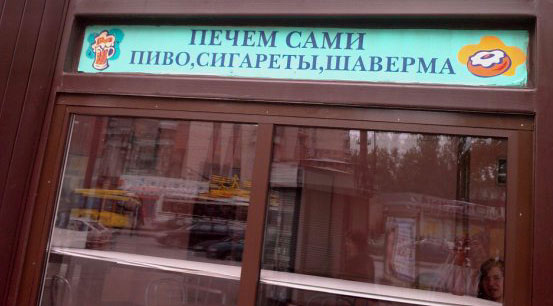 ПЕЧЕМ САМИ
ПИВО,СИГАРЕТЫ,ШАВЕРМА